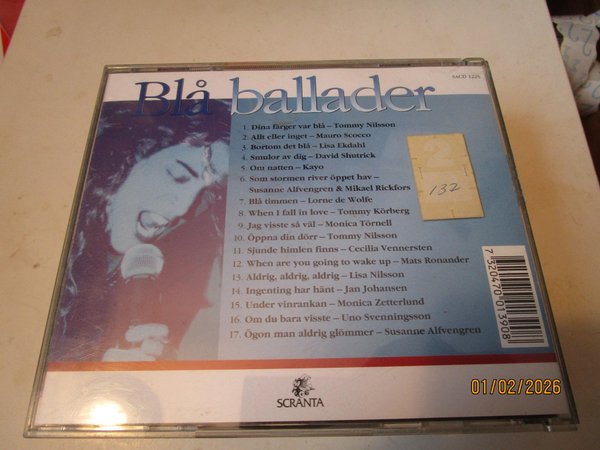 SACD 1225
Blå ballader
1. Dina färger var blå – Tommy Nilsson
2. Allt eller inget – Mauro Scocco
3. Bortom det blå – Lisa Ekdahl
4. Smulor av dig – David Shutrick
5. Om natten – Kayo
6. Som stormen river öppet hav –
Susanne Alfvengren & Mikael Rickfors
7. Blå timmen – Lorne de Wolfe
8. When I fall in love – Tommy Körberg
9. Jag visste så väl – Monica Törnell
10. Öppna din dörr – Tommy Nilsson
11. Sjunde himlen finns – Cecilia Vennersten
12. When are you going to wake up – Mats Ronander
13. Aldrig, aldrig, aldrig – Lisa Nilsson
14. Ingenting har hänt – Jan Johansen
15. Under vinrankan – Monica Zetterlund
16. Om du bara visste – Uno Svenningsson
17. Ögon man aldrig glömmer – Susanne Alfvengren
132
7 320470 013908
SCRANTA
01/02/2026